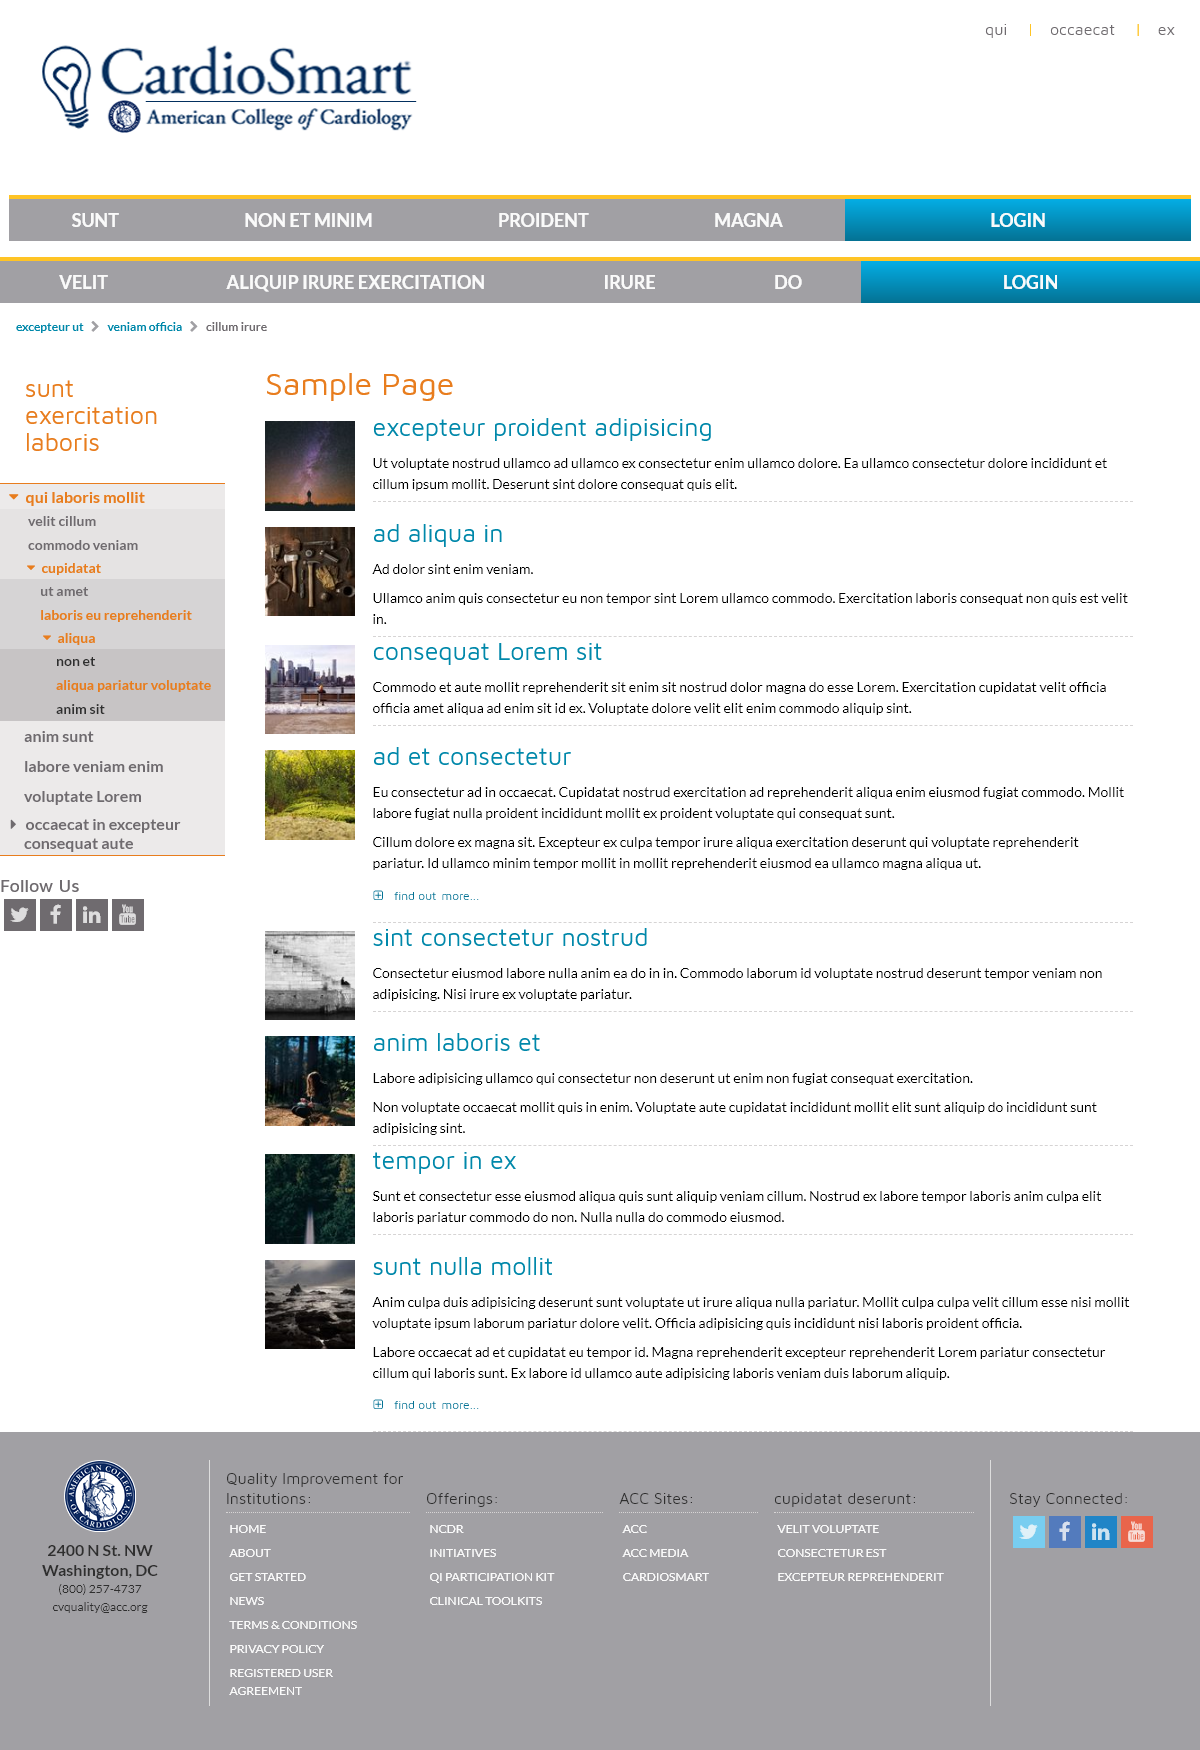 qui | occaecat | ex
CardioSmart
American College of Cardiology
SUNT NON ET MINIM PROIDENT MAGNA LOGIN
VELIT ALIQUIP IRURE EXERCITATION IRURE DO LOGIN
excepteur ut veniam officia cillum irure
sunt
exercitation
laboris
qui laboris mollit
velit cillum
commodo veniam
cupidatat
ut amet
laboris eu reprehenderit
aliqua
non et
aliqua pariatur voluptate
anim sit
anim sunt
labore veniam enim
voluptate Lorem
occaecat in excepteur
consequat aute
Follow Us
You
Tube
Sample Page
excepteur proident adipisicing
Ut voluptate nostrud ullamco ad ullamco ex consectetur enim ullamco dolore. Ea ullamco consectetur dolore incididunt et
cillum ipsum mollit. Deserunt sint dolore consequat quis elit.
ad aliqua in
Ad dolor sint enim veniam.
Ullamco anim quis consectetur eu non tempor sint Lorem ullamco commodo. Exercitation laboris consequat non quis est velit
in.
consequat Lorem sit
Commodo et aute mollit reprehenderit sit enim sit nostrud dolor magna do esse Lorem. Exercitation cupidatat velit officia
officia amet aliqua ad enim sit id ex. Voluptate dolore velit elit enim commodo aliquip sint.
ad et consectetur
Eu consectetur ad in occaecat. Cupidatat nostrud exercitation ad reprehenderit aliqua enim eiusmod fugiat commodo. Mollit
labore fugiat nulla proident incididunt mollit ex proident voluptate qui consequat sunt.
Cillum dolore ex magna sit. Excepteur ex culpa tempor irure aliqua exercitation deserunt qui voluptate reprehenderit
pariatur. Id ullamco minim tempor mollit in mollit reprehenderit eiusmod ea ullamco magna aliqua ut.
find out more...
sint consectetur nostrud
Consectetur eiusmod labore nulla anim ea do in in. Commodo laborum id voluptate nostrud deserunt tempor veniam non
adipisicing. Nisi irure ex voluptate pariatur.
anim laboris et
Labore adipisicing ullamco qui consectetur non deserunt ut enim non fugiat consequat exercitation.
Non voluptate occaecat mollit quis in enim. Voluptate aute cupidatat incididunt mollit elit sunt aliquip do incididunt sunt
adipisicing sint.
tempor in ex
Sunt et consectetur esse eiusmod aliqua quis sunt aliquip veniam cillum. Nostrud ex labore tempor laboris anim culpa elit
laboris pariatur commodo do non. Nulla nulla do commodo eiusmod.
sunt nulla mollit
Anim culpa duis adipisicing deserunt sunt voluptate ut irure aliqua nulla pariatur. Mollit culpa culpa velit cillum esse nisi mollit
voluptate ipsum laborum pariatur dolore velit. Officia adipisicing quis incididunt nisi laboris proident officia.
Labore occaecat ad et cupidatat eu tempor id. Magna reprehenderit excepteur reprehenderit Lorem pariatur consectetur
cillum qui laboris sunt. Ex labore id ullamco aute adipisicing laboris veniam duis laborum aliquip.
find out more...
AMERICAN COLLEGE OF CARDIOLOGY
2400 N St. NW
Washington, DC
(800) 257-4737
cvquality@acc.org
Quality Improvement for
Institutions:
HOME
ABOUT
GET STARTED
NEWS
TERMS & CONDITIONS
PRIVACY POLICY
REGISTERED USER
AGREEMENT
Offerings:
NCDR
INITIATIVES
QI PARTICIPATION KIT
CLINICAL TOOLKITS
ACC Sites:
ACC
ACC MEDIA
CARDIOSMART
cupidatat deserunt:
VELIT VOLUPTATE
CONSECTETUR EST
EXCEPTEUR REPREHENDERIT
Stay Connected:
You
Tube